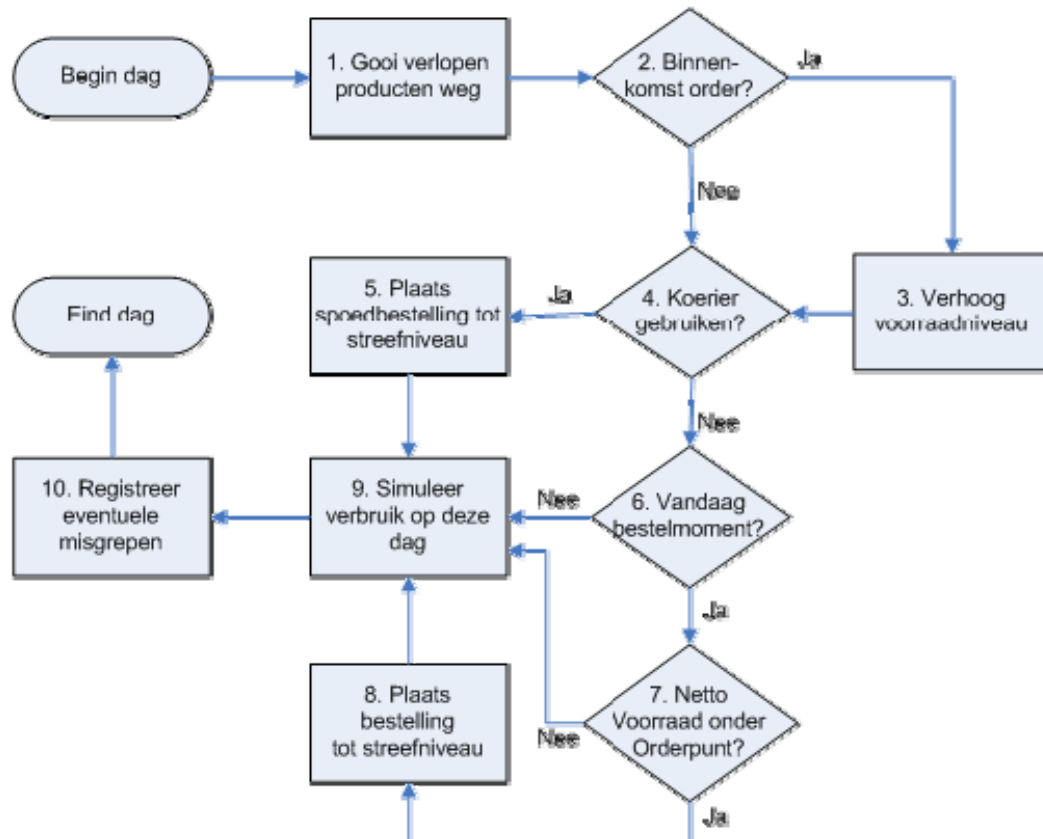 Begin dag
1. Gooi verlopen
producten weg
2. Binnen-
komst order?
Ja
Nee
Eind dag
5. Plaats
spoedbestelling tot
streefniveau
Ja
4. Koerier
gebruiken?
3. Verhoog
voorraadniveau
Nee
10. Registreer
eventuele
misgrepen
9. Simuleer
verbruik op deze
dag
Nee
6. Vandaag
bestelmoment?
Ja
8. Plaats
bestelling
tot streefniveau
Nee
7. Netto
Voorraad onder
Orderpunt?
Ja